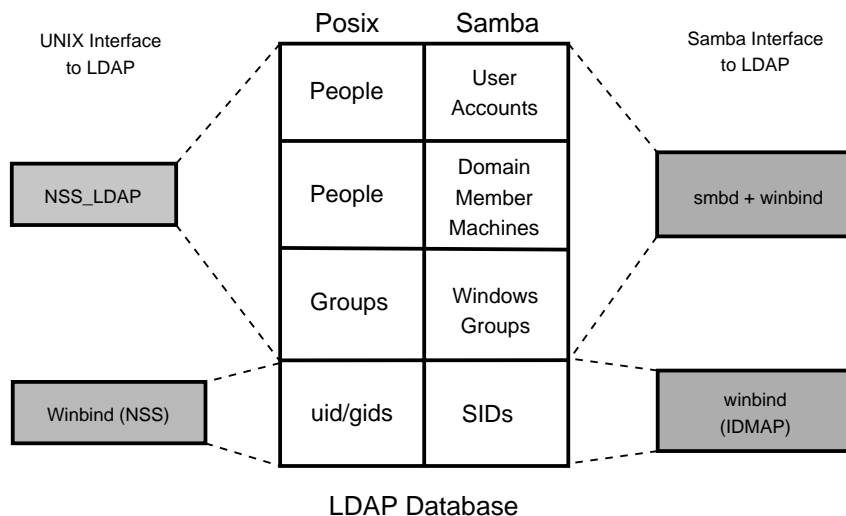 Posix
Samba
UNIX Interface
to LDAP
Samba Interface
to LDAP
People
User
Accounts
NSS_LDAP
People
Domain
Member
Machines
smbd + winbind
Groups
Windows
Groups
Winbind (NSS)
uid/gids
SIDs
winbind
(IDMAP)
LDAP Database